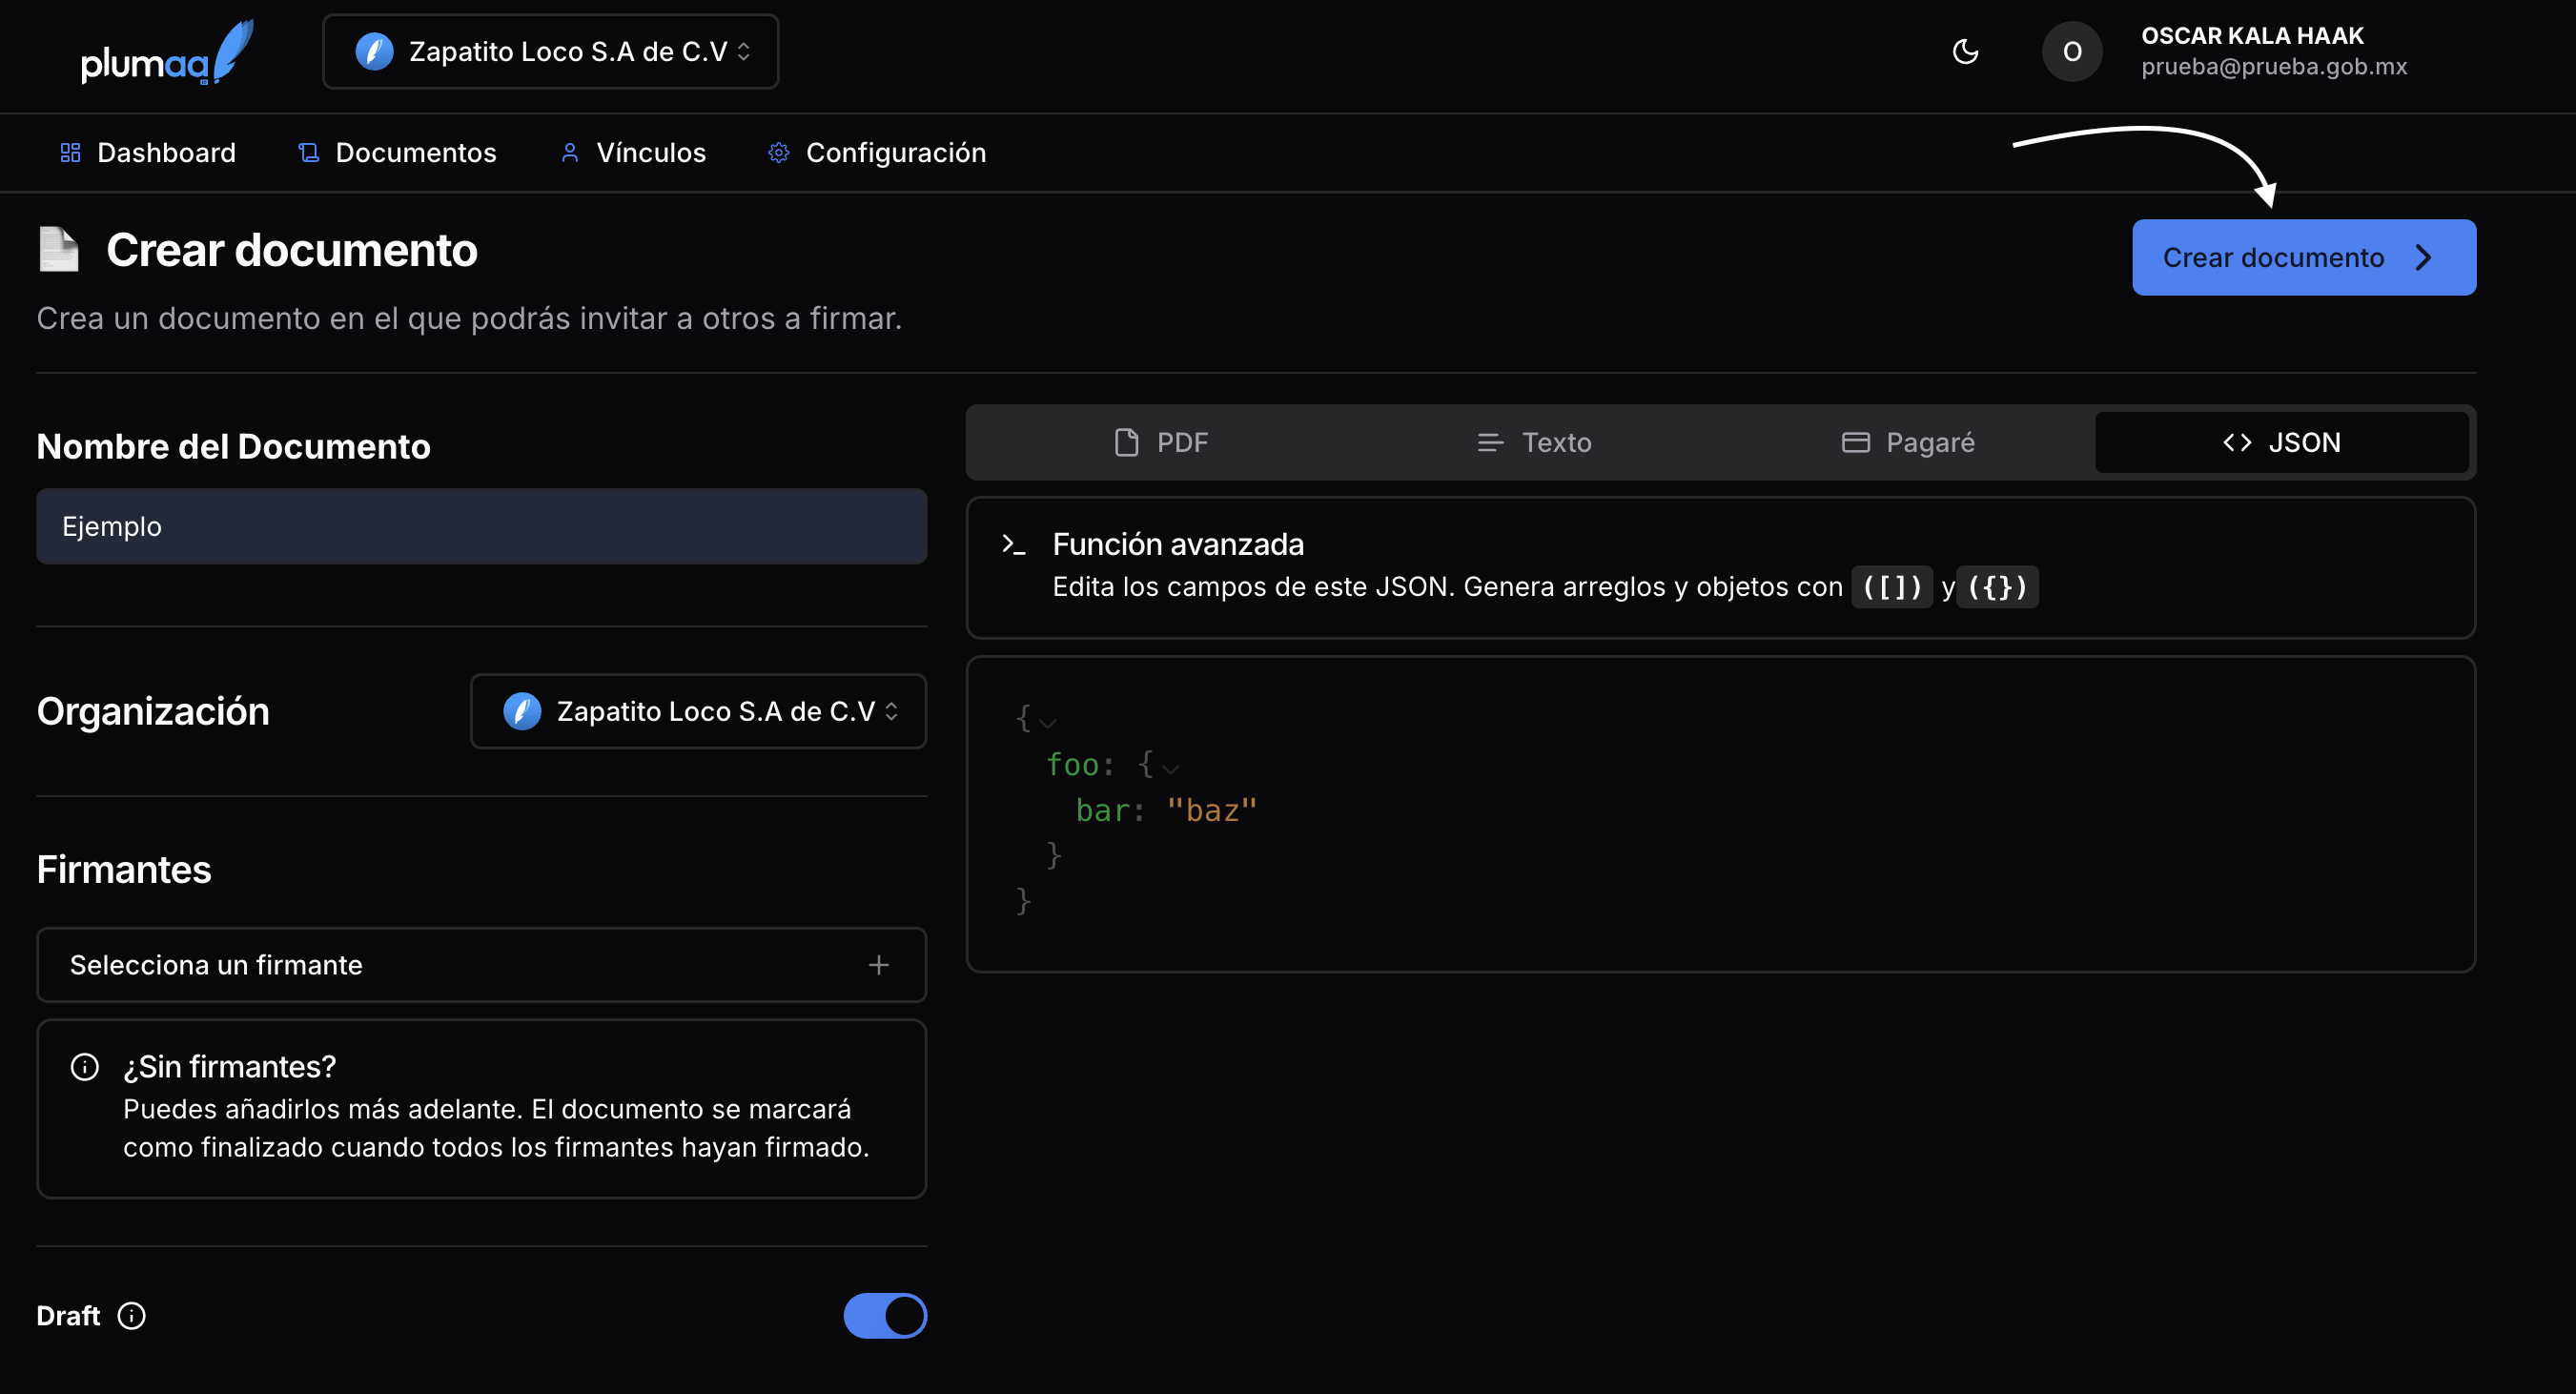 plumaa
Zapatito Loco S.A de C.V
O
OSCAR KALA HAAK
prueba@prueba.gob.mx
Dashboard
Documentos
Vínculos
Configuración
Crear documento
Crear documento
Crea un documento en el que podrás invitar a otros a firmar.
Nombre del Documento
Ejemplo
Organización
Zapatito Loco S.A de C.V
Firmantes
Selecciona un firmante
¿Sin firmantes?
Puedes añadirlos más adelante. El documento se marcará
como finalizado cuando todos los firmantes hayan firmado.
Draft
PDF
Texto
Pagaré
JSON
Función avanzada
Edita los campos de este JSON. Genera arreglos y objetos con ([]) y ({})
{
foo: {
bar: "baz"
}
}